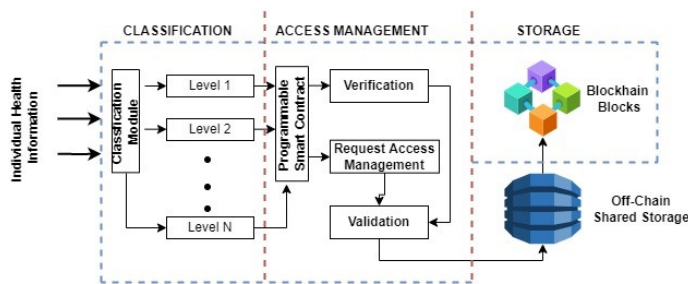 CLASSIFICATION
ACCESS MANAGEMENT
STORAGE
Individual Health
Information
Classification
Module
Level 1
Level 2
Level N
Programmable
Smart Contract
Verification
Request Access
Management
Validation
Blockhain
Blocks
Off-Chain
Shared Storage